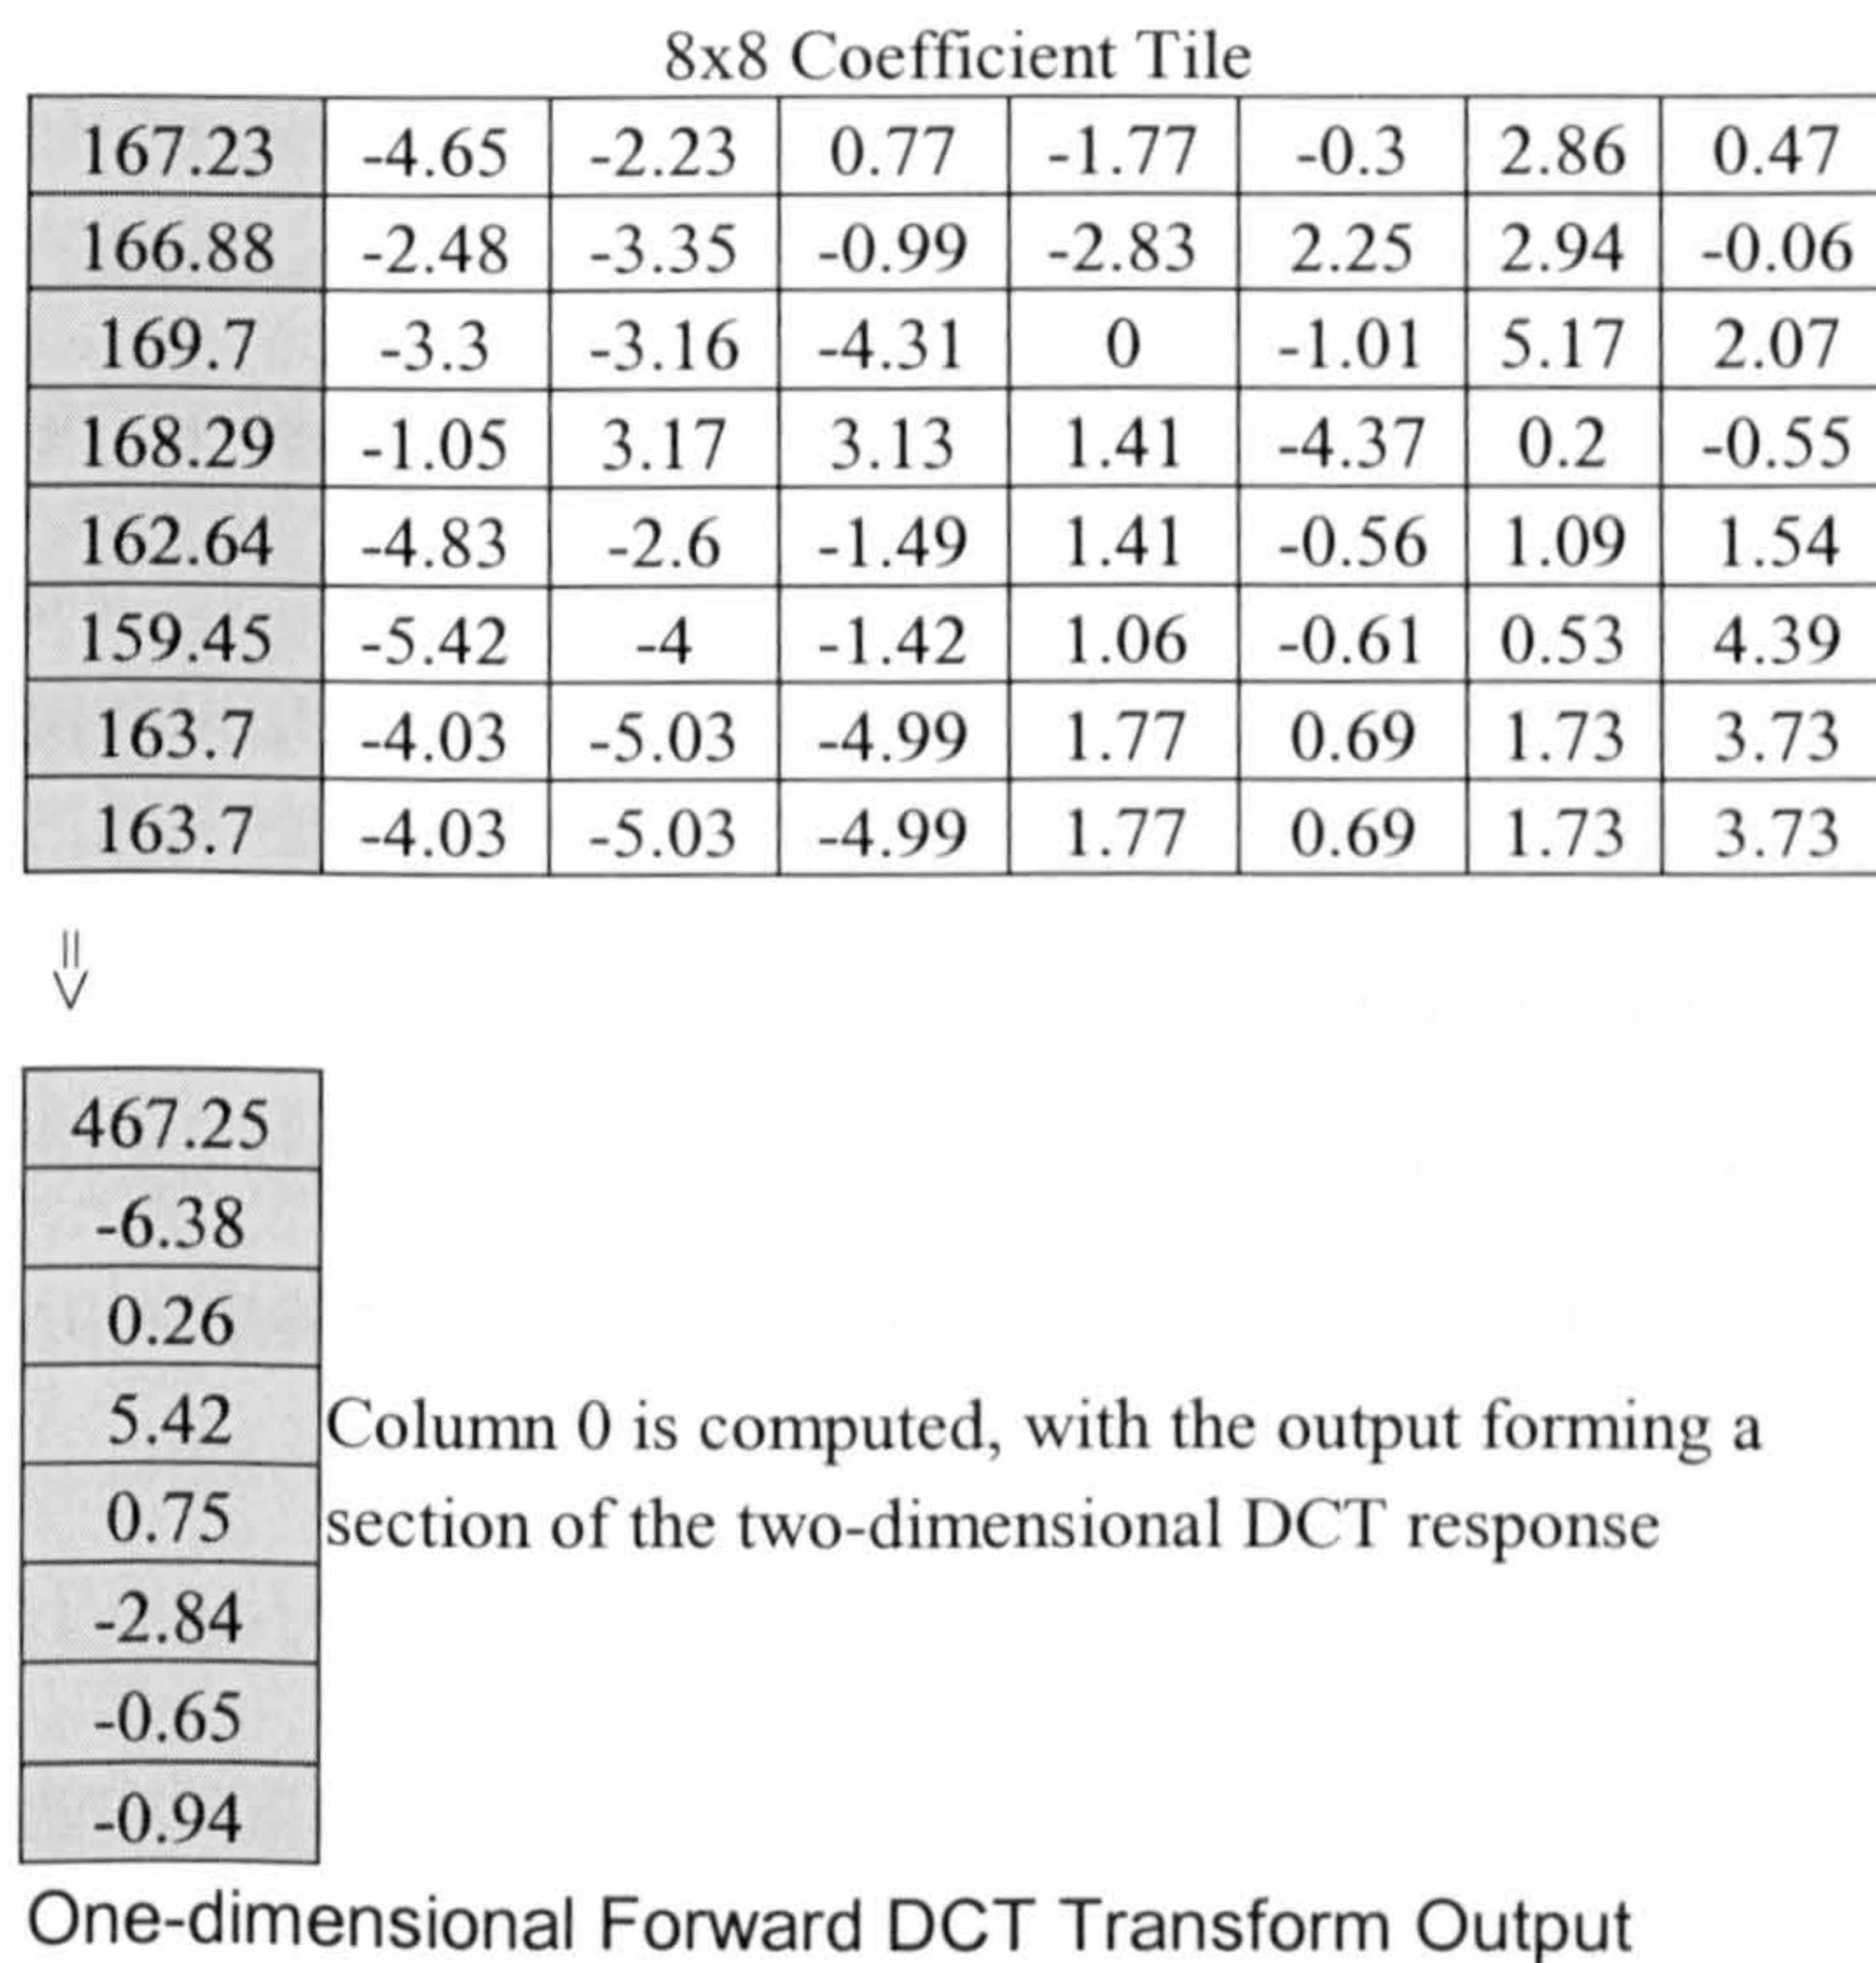 8x8 Coefficient Tile
167.23 -4.65 -2.23 0.77 -1.77 -0.3 2.86 0.47
166.88 -2.48 -3.35 -0.99 -2.83 2.25 2.94 -0.06
169.7 -3.3 -3.16 -4.31 0 -1.01 5.17 2.07
168.29 -1.05 3.17 3.13 1.41 -4.37 0.2 -0.55
162.64 -4.83 -2.6 -1.49 1.41 -0.56 1.09 1.54
159.45 -5.42 -4 -1.42 1.06 -0.61 0.53 4.39
163.7 -4.03 -5.03 -4.99 1.77 0.69 1.73 3.73
163.7 -4.03 -5.03 -4.99 1.77 0.69 1.73 3.73
467.25
-6.38
0.26
5.42 Column 0 is computed, with the output forming a
0.75 section of the two-dimensional DCT response
-2.84
-0.65
-0.94
One-dimensional Forward DCT Transform Output